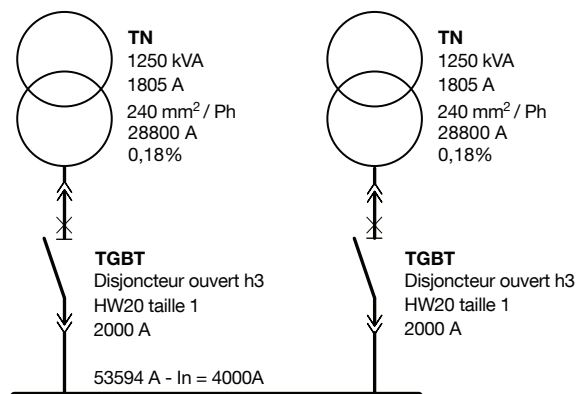 TN
1250 kVA
1805 A
240 mm² / Ph
28800 A
0,18%
TGBT
Disjoncteur ouvert h3
HW20 taille 1
2000 A
TN
1250 kVA
1805 A
240 mm² / Ph
28800 A
0,18%
TGBT
Disjoncteur ouvert h3
HW20 taille 1
2000 A
53594 A - In = 4000A